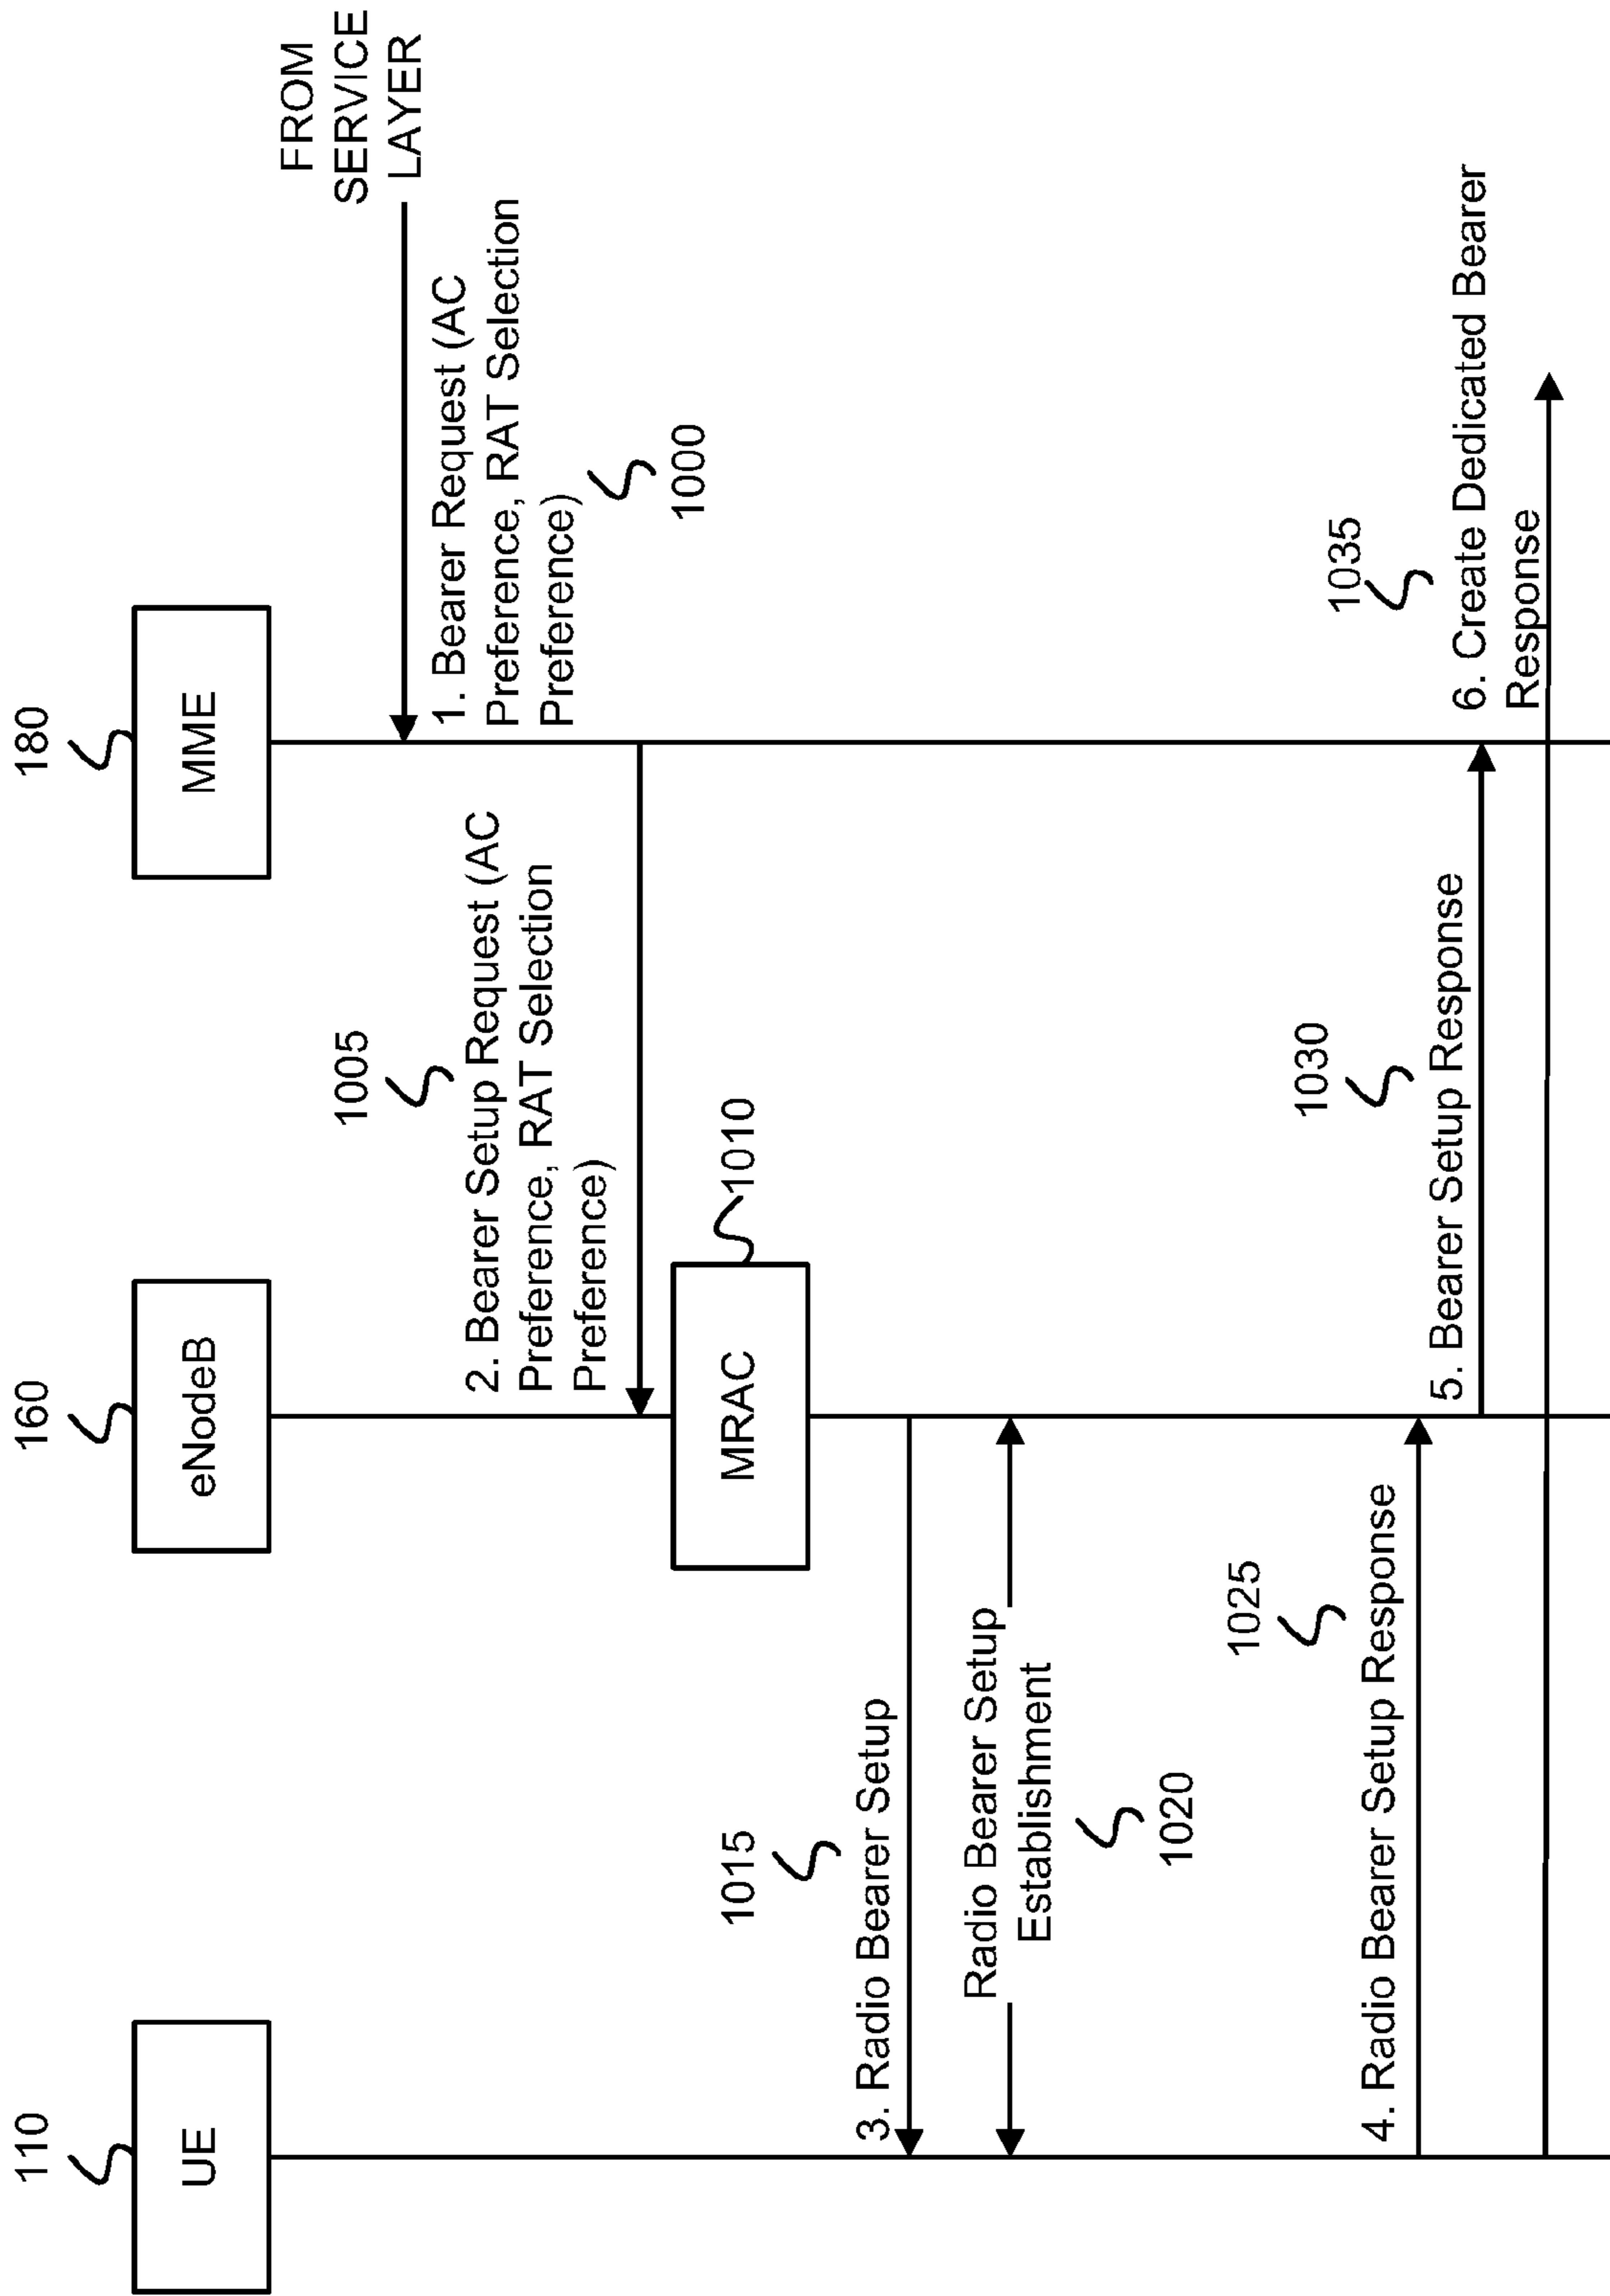 110
160
180
UE
eNodeB
MME
FROM
SERVICE
LAYER
1. Bearer Request (AC
Preference, RAT Selection
Preference)
1000
1005
2. Bearer Setup Request (AC
Preference, RAT Selection
Preference)
MRAC
1010
1015
3. Radio Bearer Setup
Radio Bearer Setup
Establishment
1020
1025
4. Radio Bearer Setup Response
1030
5. Bearer Setup Response
1035
6. Create Dedicated Bearer
Response